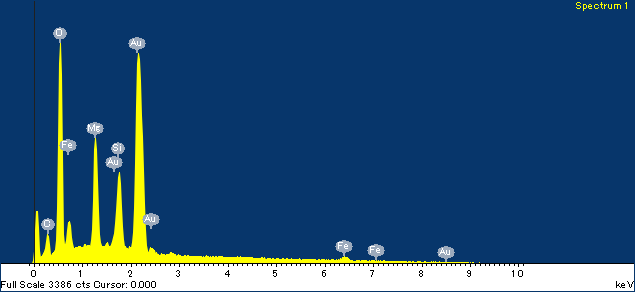 Spectrum 1
O
Au
Fe
Mg
Si
Au
O
Au
Fe
Fe
Au
0 1 2 3 4 5 6 7 8 9 10
Full Scale 3386 cts Cursor: 0.000 keV